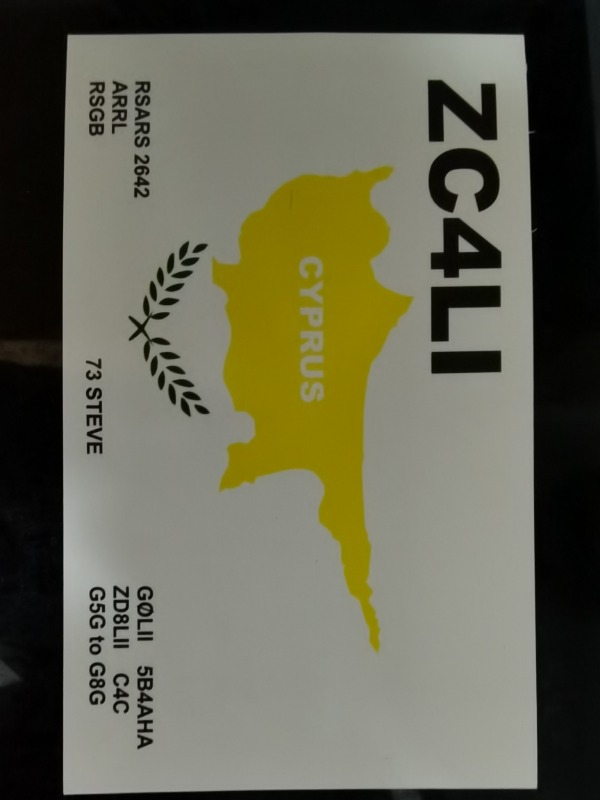 ZC4LI
CYPRUS
RSARS 2642
ARRL
RSGB
73 STEVE
GØLII 5B4AHA
ZD8LII C4C
G5G to G8G